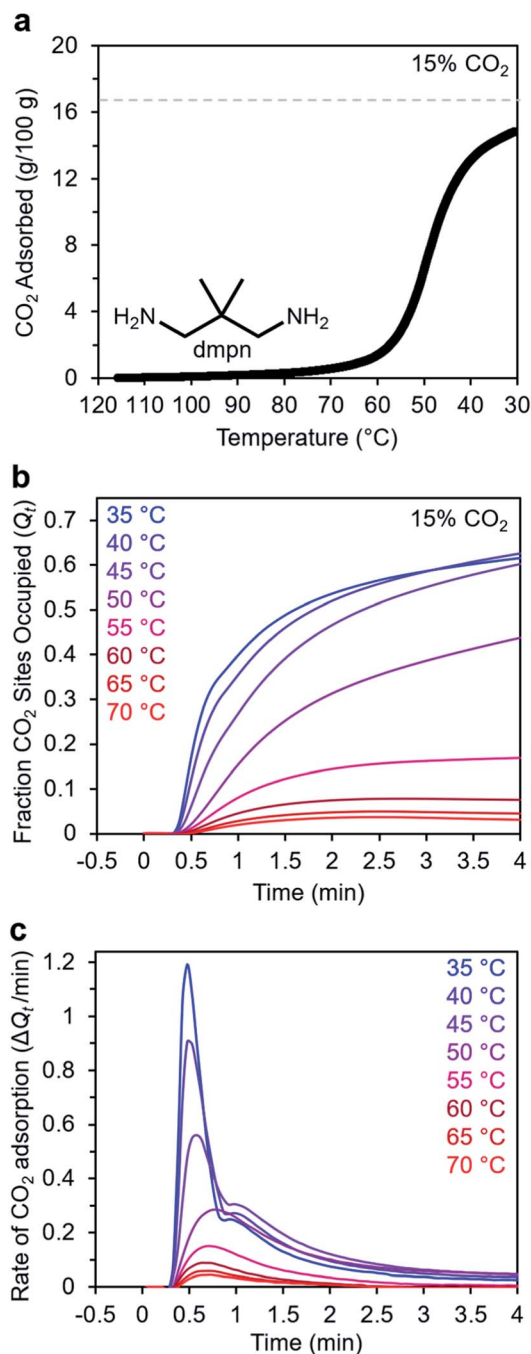 a
20
16
12
8
4
0
CO₂ Adsorbed (g/100 g)
15% CO₂
H₂N
NH₂
dmpn
120 110 100 90 80 70 60 50 40 30
Temperature (°C)
b
0.7
0.6
0.5
0.4
0.3
0.2
0.1
0
Fraction CO₂ Sites Occupied (Qₜ)
35 °C
40 °C
45 °C
50 °C
55 °C
60 °C
65 °C
70 °C
15% CO₂
-0.5 0 0.5 1 1.5 2 2.5 3 3.5 4
Time (min)
c
1.2
1
0.8
0.6
0.4
0.2
0
Rate of CO₂ adsorption (ΔQₜ/min)
35 °C
40 °C
45 °C
50 °C
55 °C
60 °C
65 °C
70 °C
-0.5 0 0.5 1 1.5 2 2.5 3 3.5 4
Time (min)